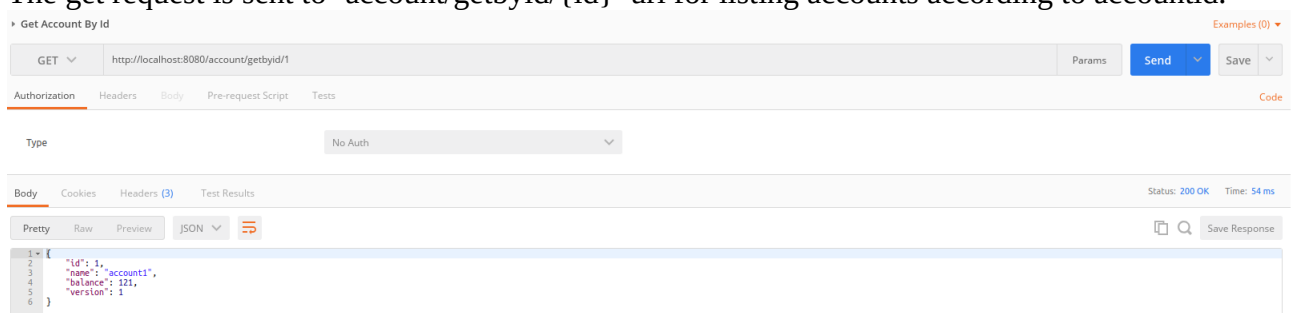 The get request is sent to "account/getbyid/{id}" url for listing accounts according to accountid.
Get Account By Id Examples (0)
GET http://localhost:8080/account/getbyid/1 Params Send Save
Authorization Headers Body Pre-request Script Tests Code
Type No Auth
Body Cookies Headers (3) Test Results Status: 200 OK Time: 54 ms
Pretty Raw Preview JSON Save Response
1 {
2 "id": 1,
3 "name": "account1",
4 "balance": 121,
5 "version": 1
6 }